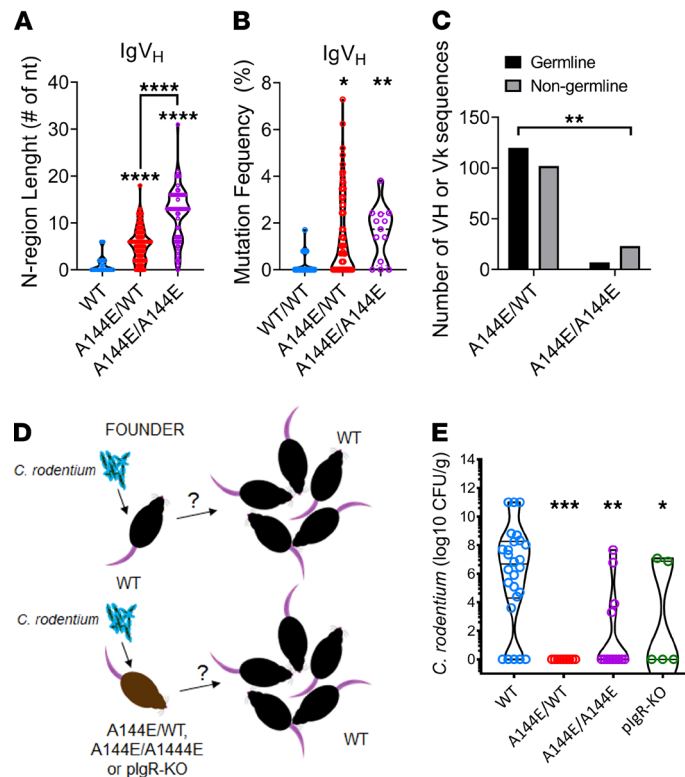 A
IgVH
N-region Lenght (# of nt)
40
30
20
10
0
****
****
****
WT
A144E/WT
A144E/A144E
B
IgVH
Mutation Fequency (%)
8
6
4
2
0
*
**
WT/WT
A144E/WT
A144E/A144E
C
Germline
Non-germline
Number of VH or Vk sequences
150
100
50
0
**
A144E/WT
A144E/A144E
D
FOUNDER
C. rodentium
?
WT
WT
C. rodentium
?
A144E/WT,
A144E/A1444E
or pIgR-KO
WT
E
C. rodentium (log10 CFU/g)
14
12
10
8
6
4
2
0
***
**
*
WT
A144E/WT
A144E/A144E
pIgR-KO